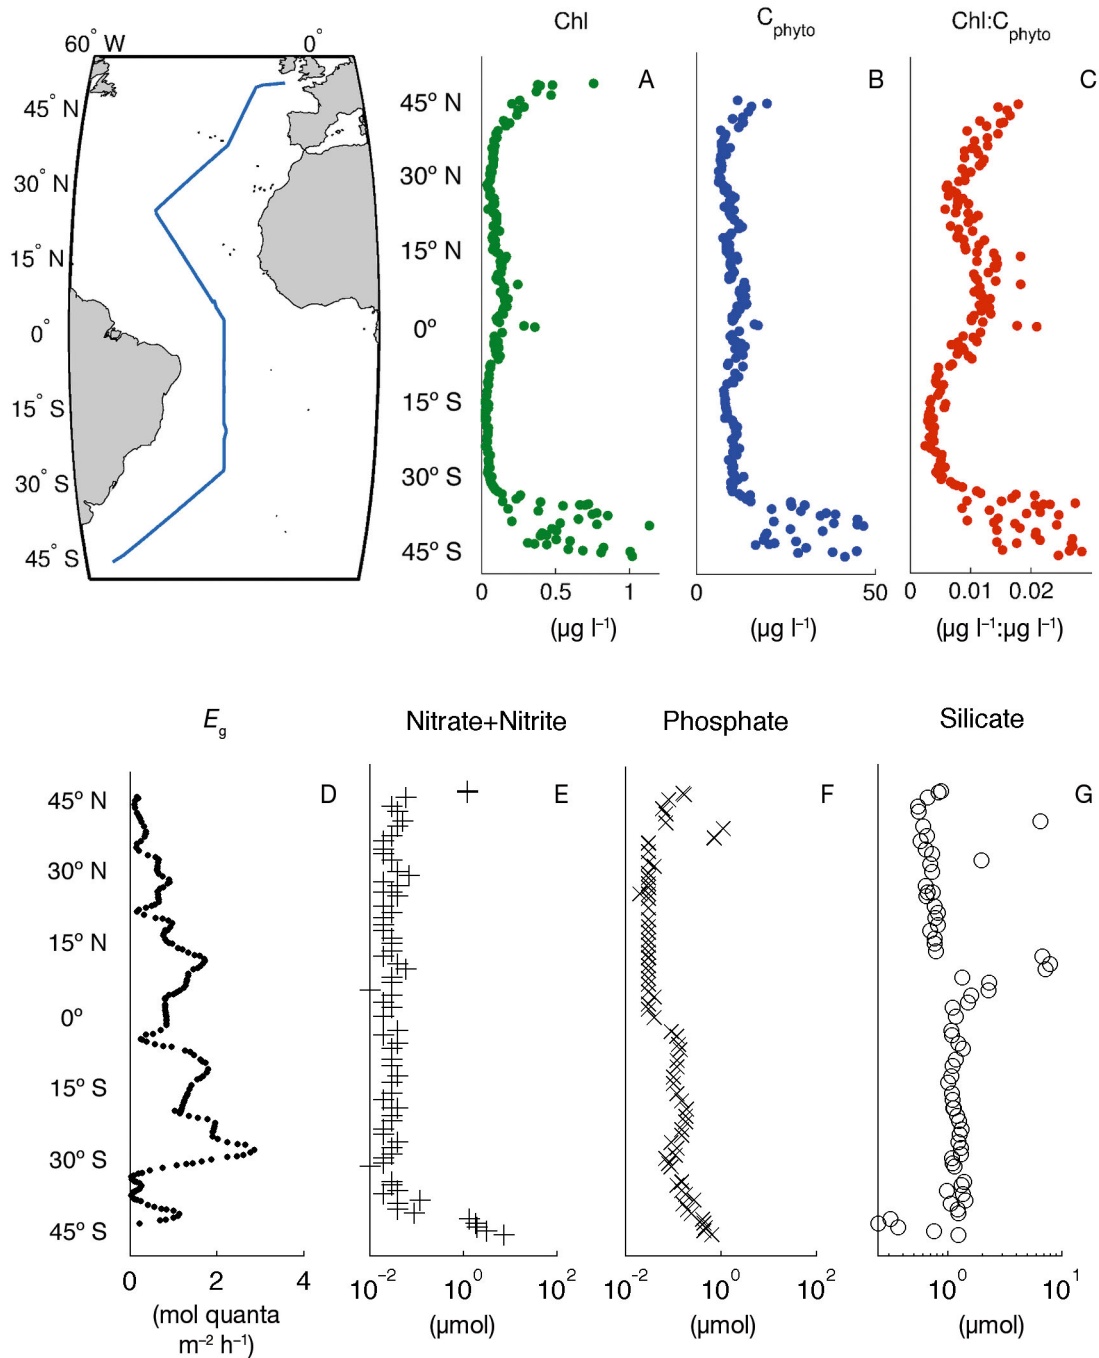 60° W 0°
45° N
30° N
15° N
0°
15° S
30° S
45° S
Chl
A
45° N
30° N
15° N
0°
15° S
30° S
45° S
0 0.5 1
(µg l⁻¹)
C_phyto
B
0 50
(µg l⁻¹)
Chl:C_phyto
C
0 0.01 0.02
(µg l⁻¹:µg l⁻¹)
E_g
D
45° N
30° N
15° N
0°
15° S
30° S
45° S
0 2 4
(mol quanta
m⁻² h⁻¹)
Nitrate+Nitrite
E
10⁻² 10⁰ 10²
(µmol)
Phosphate
F
10⁻² 10⁰ 10²
(µmol)
Silicate
G
10⁰ 10¹
(µmol)